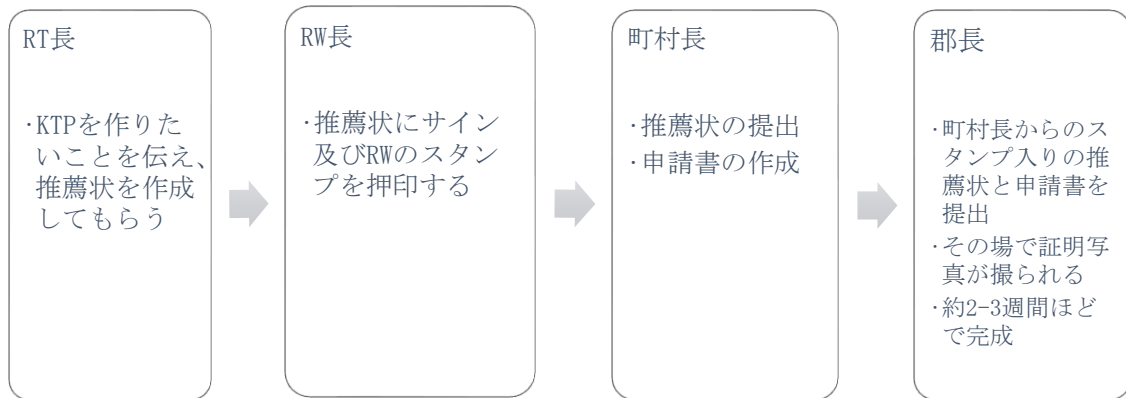 RT長
・KTPを作りた
いことを伝え、
推薦状を作成
してもらう
RW長
・推薦状にサイン
及びRWのスタン
プを押印する
町村長
・推薦状の提出
・申請書の作成
郡長
・町村長からのス
タンプ入りの推
薦状と申請書を
提出
・その場で証明写
真が撮られる
・約2-3週間ほど
で完成